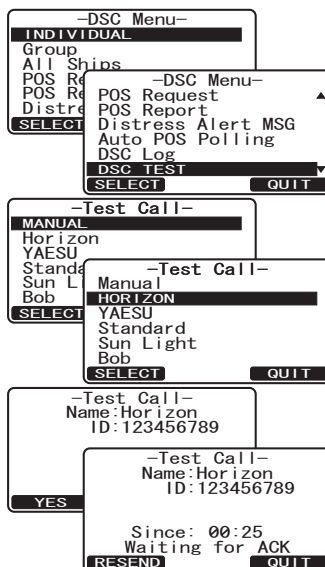 -DSC Menu-
INDIVIDUAL
Group
All Ships
POS Re
POS Re
Distre
SELECT
-DSC Menu-
POS Request
POS Report
Distress Alert MSG
Auto POS Polling
DSC Log
DSC TEST
SELECT QUIT
-Test Call-
MANUAL
Horizon
YAESU
Standa
Sun Li
Bob
SELECT
-Test Call-
Manual
HORIZON
YAESU
Standard
Sun Light
Bob
SELECT QUIT
-Test Call-
Name:Horizon
ID:123456789
YES
-Test Call-
Name:Horizon
ID:123456789
Since: 00:25
Waiting for ACK
RESEND QUIT